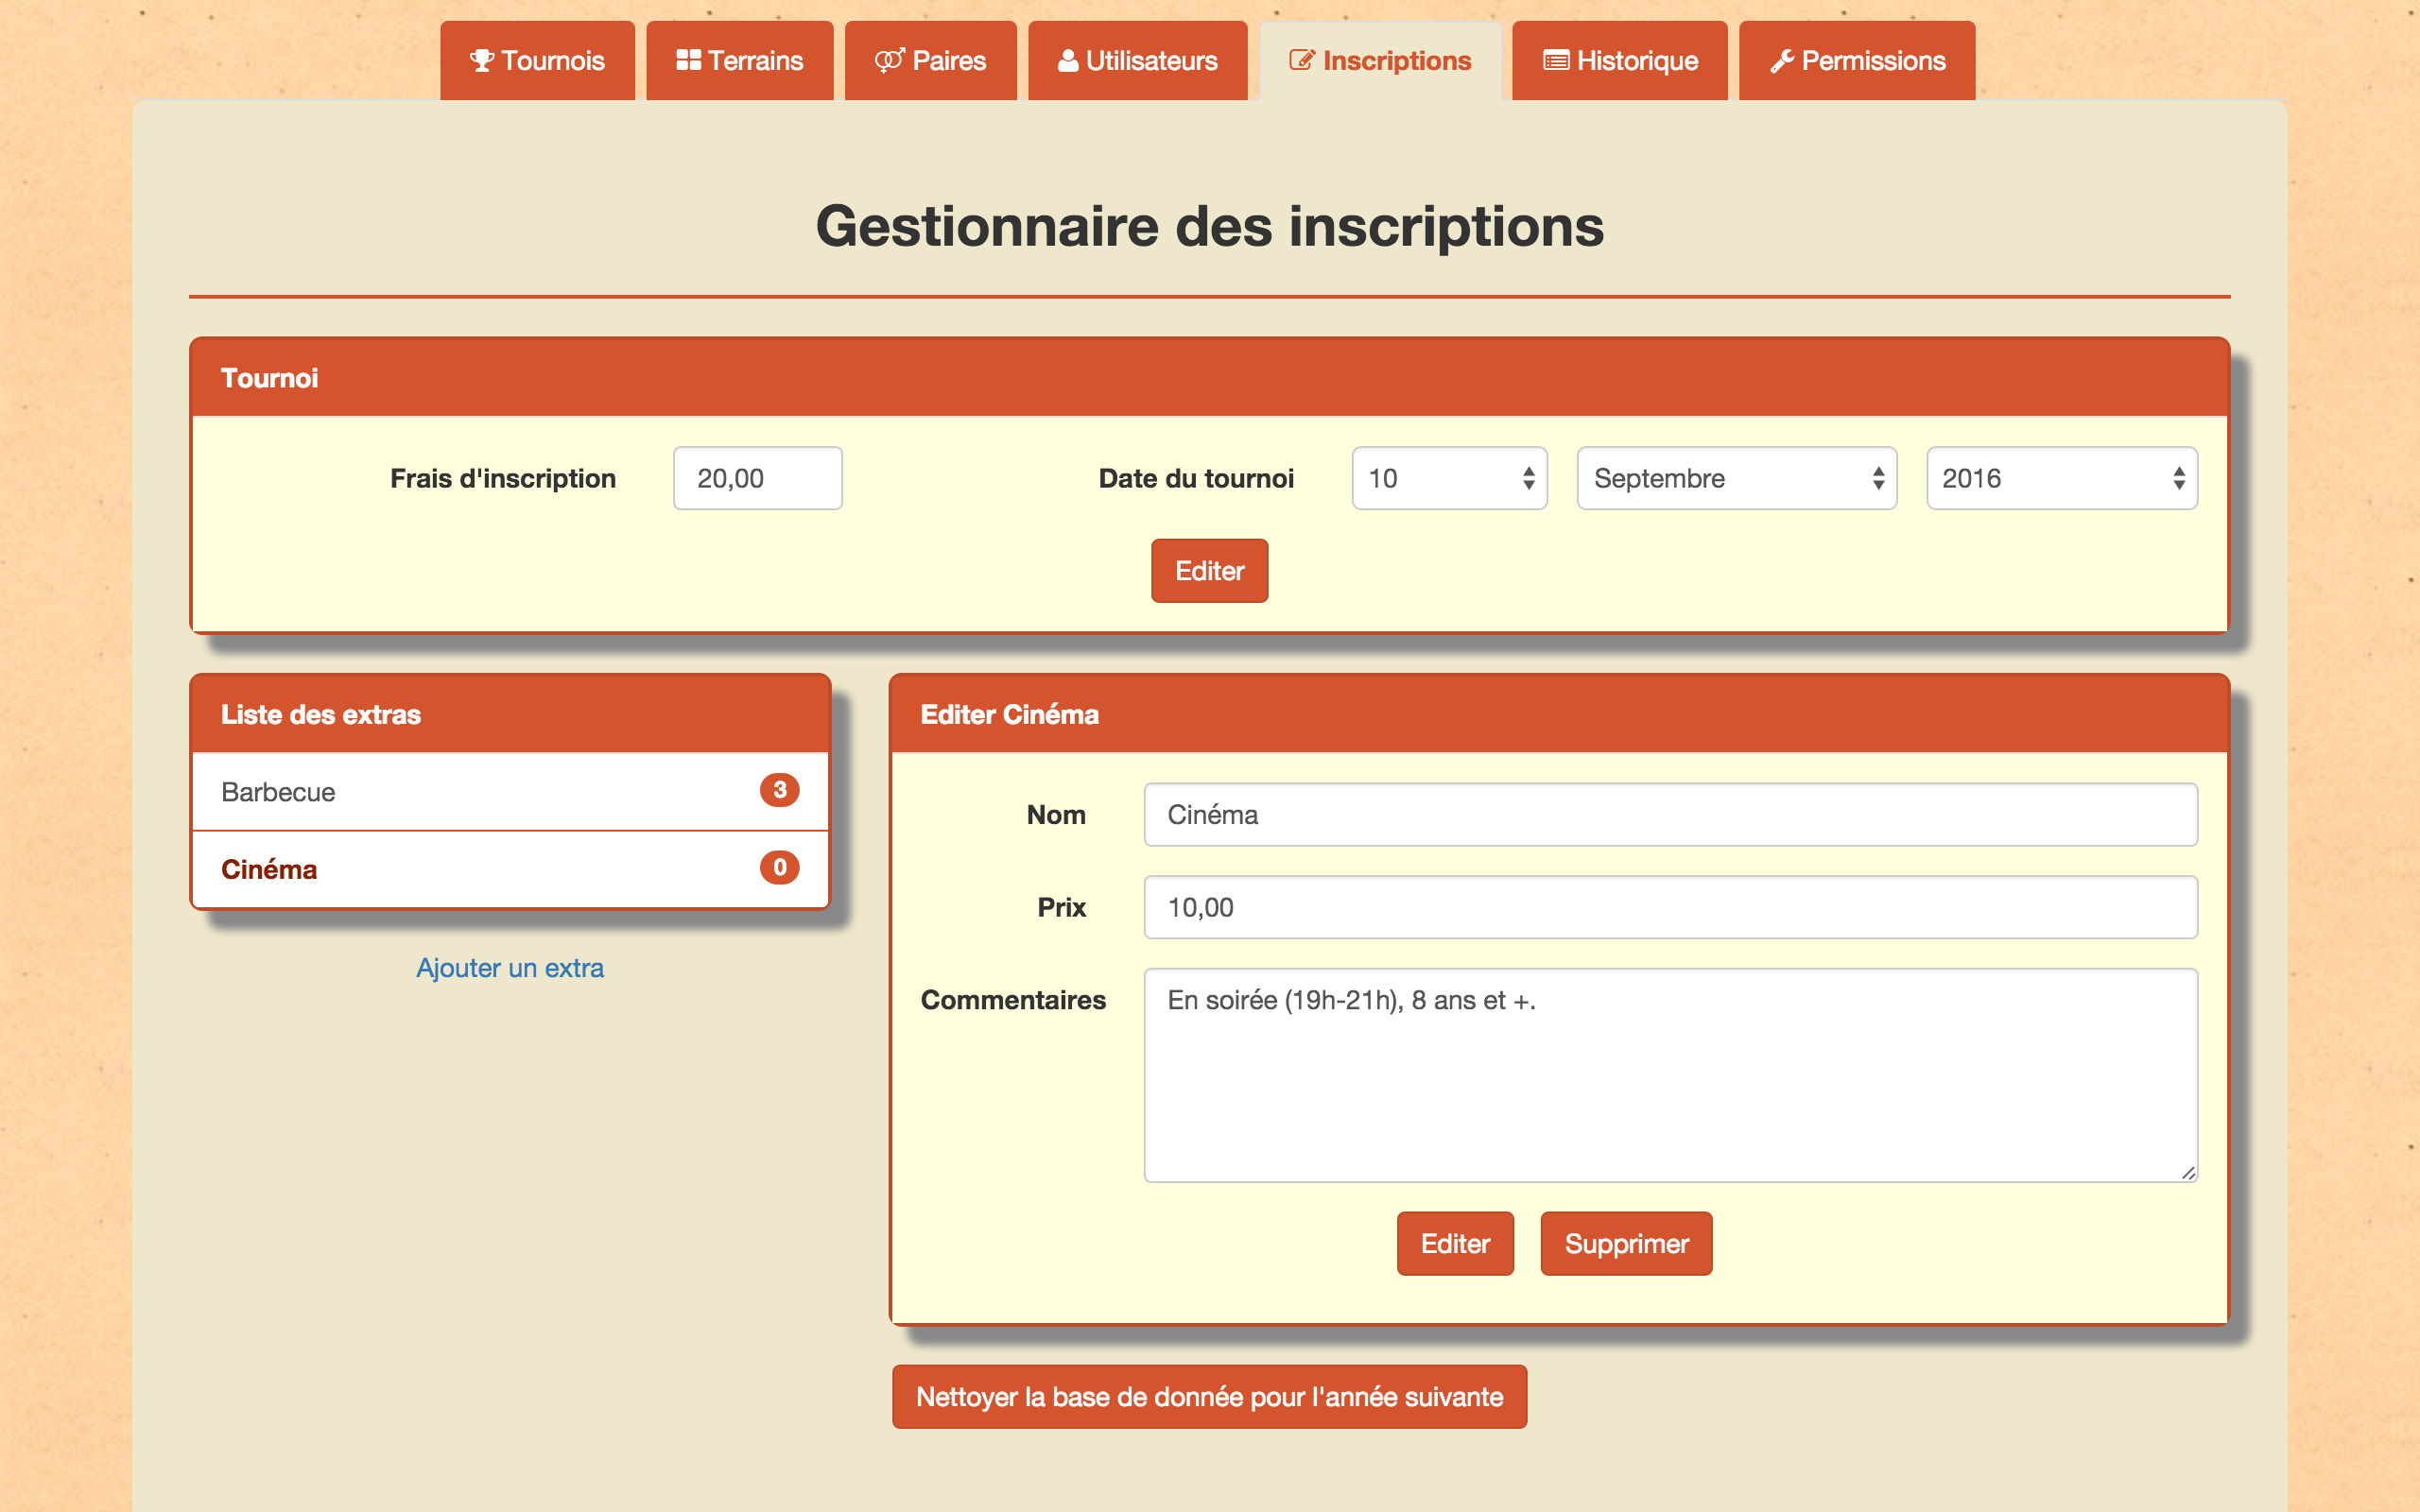 Tournois Terrains Paires Utilisateurs Inscriptions Historique Permissions
Gestionnaire des inscriptions
Tournoi
Frais d'inscription 20,00 Date du tournoi 10 Septembre 2016
Editer
Liste des extras
Barbecue 3
Cinéma 0
Ajouter un extra
Editer Cinéma
Nom Cinéma
Prix 10,00
Commentaires En soirée (19h-21h), 8 ans et +.
Editer Supprimer
Nettoyer la base de donnée pour l'année suivante